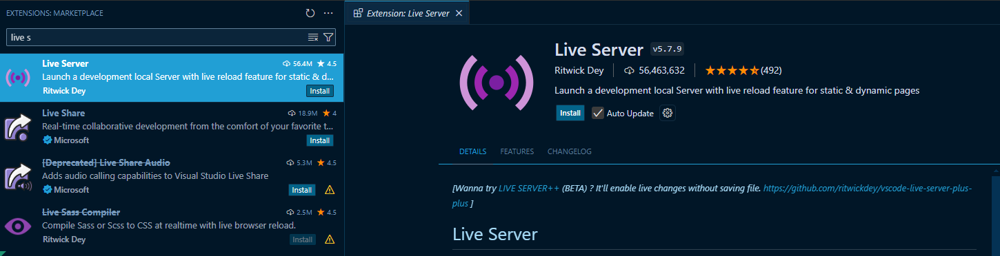 EXTENSIONS: MARKETPLACE
live s
Live Server 56.4M 4.5
Launch a development local Server with live reload feature for static & d...
Ritwick Dey Install
Live Share 18.9M 4
Real-time collaborative development from the comfort of your favorite t...
Microsoft Install
[Deprecated] Live Share Audio 5.3M 4.5
Adds audio calling capabilities to Visual Studio Live Share
Microsoft Install
Live Sass Compiler 2.5M 4.5
Compile Sass or Scss to CSS at realtime with live browser reload.
Ritwick Dey Install
Extension: Live Server
Live Server v5.7.9
Ritwick Dey 56,463,632 (492)
Launch a development local Server with live reload feature for static & dynamic pages
Install Auto Update
DETAILS FEATURES CHANGELOG
[Wanna try LIVE SERVER++ (BETA) ? It'll enable live changes without saving file. https://github.com/ritwickdey/vscode-live-server-plus-
plus ]
Live Server